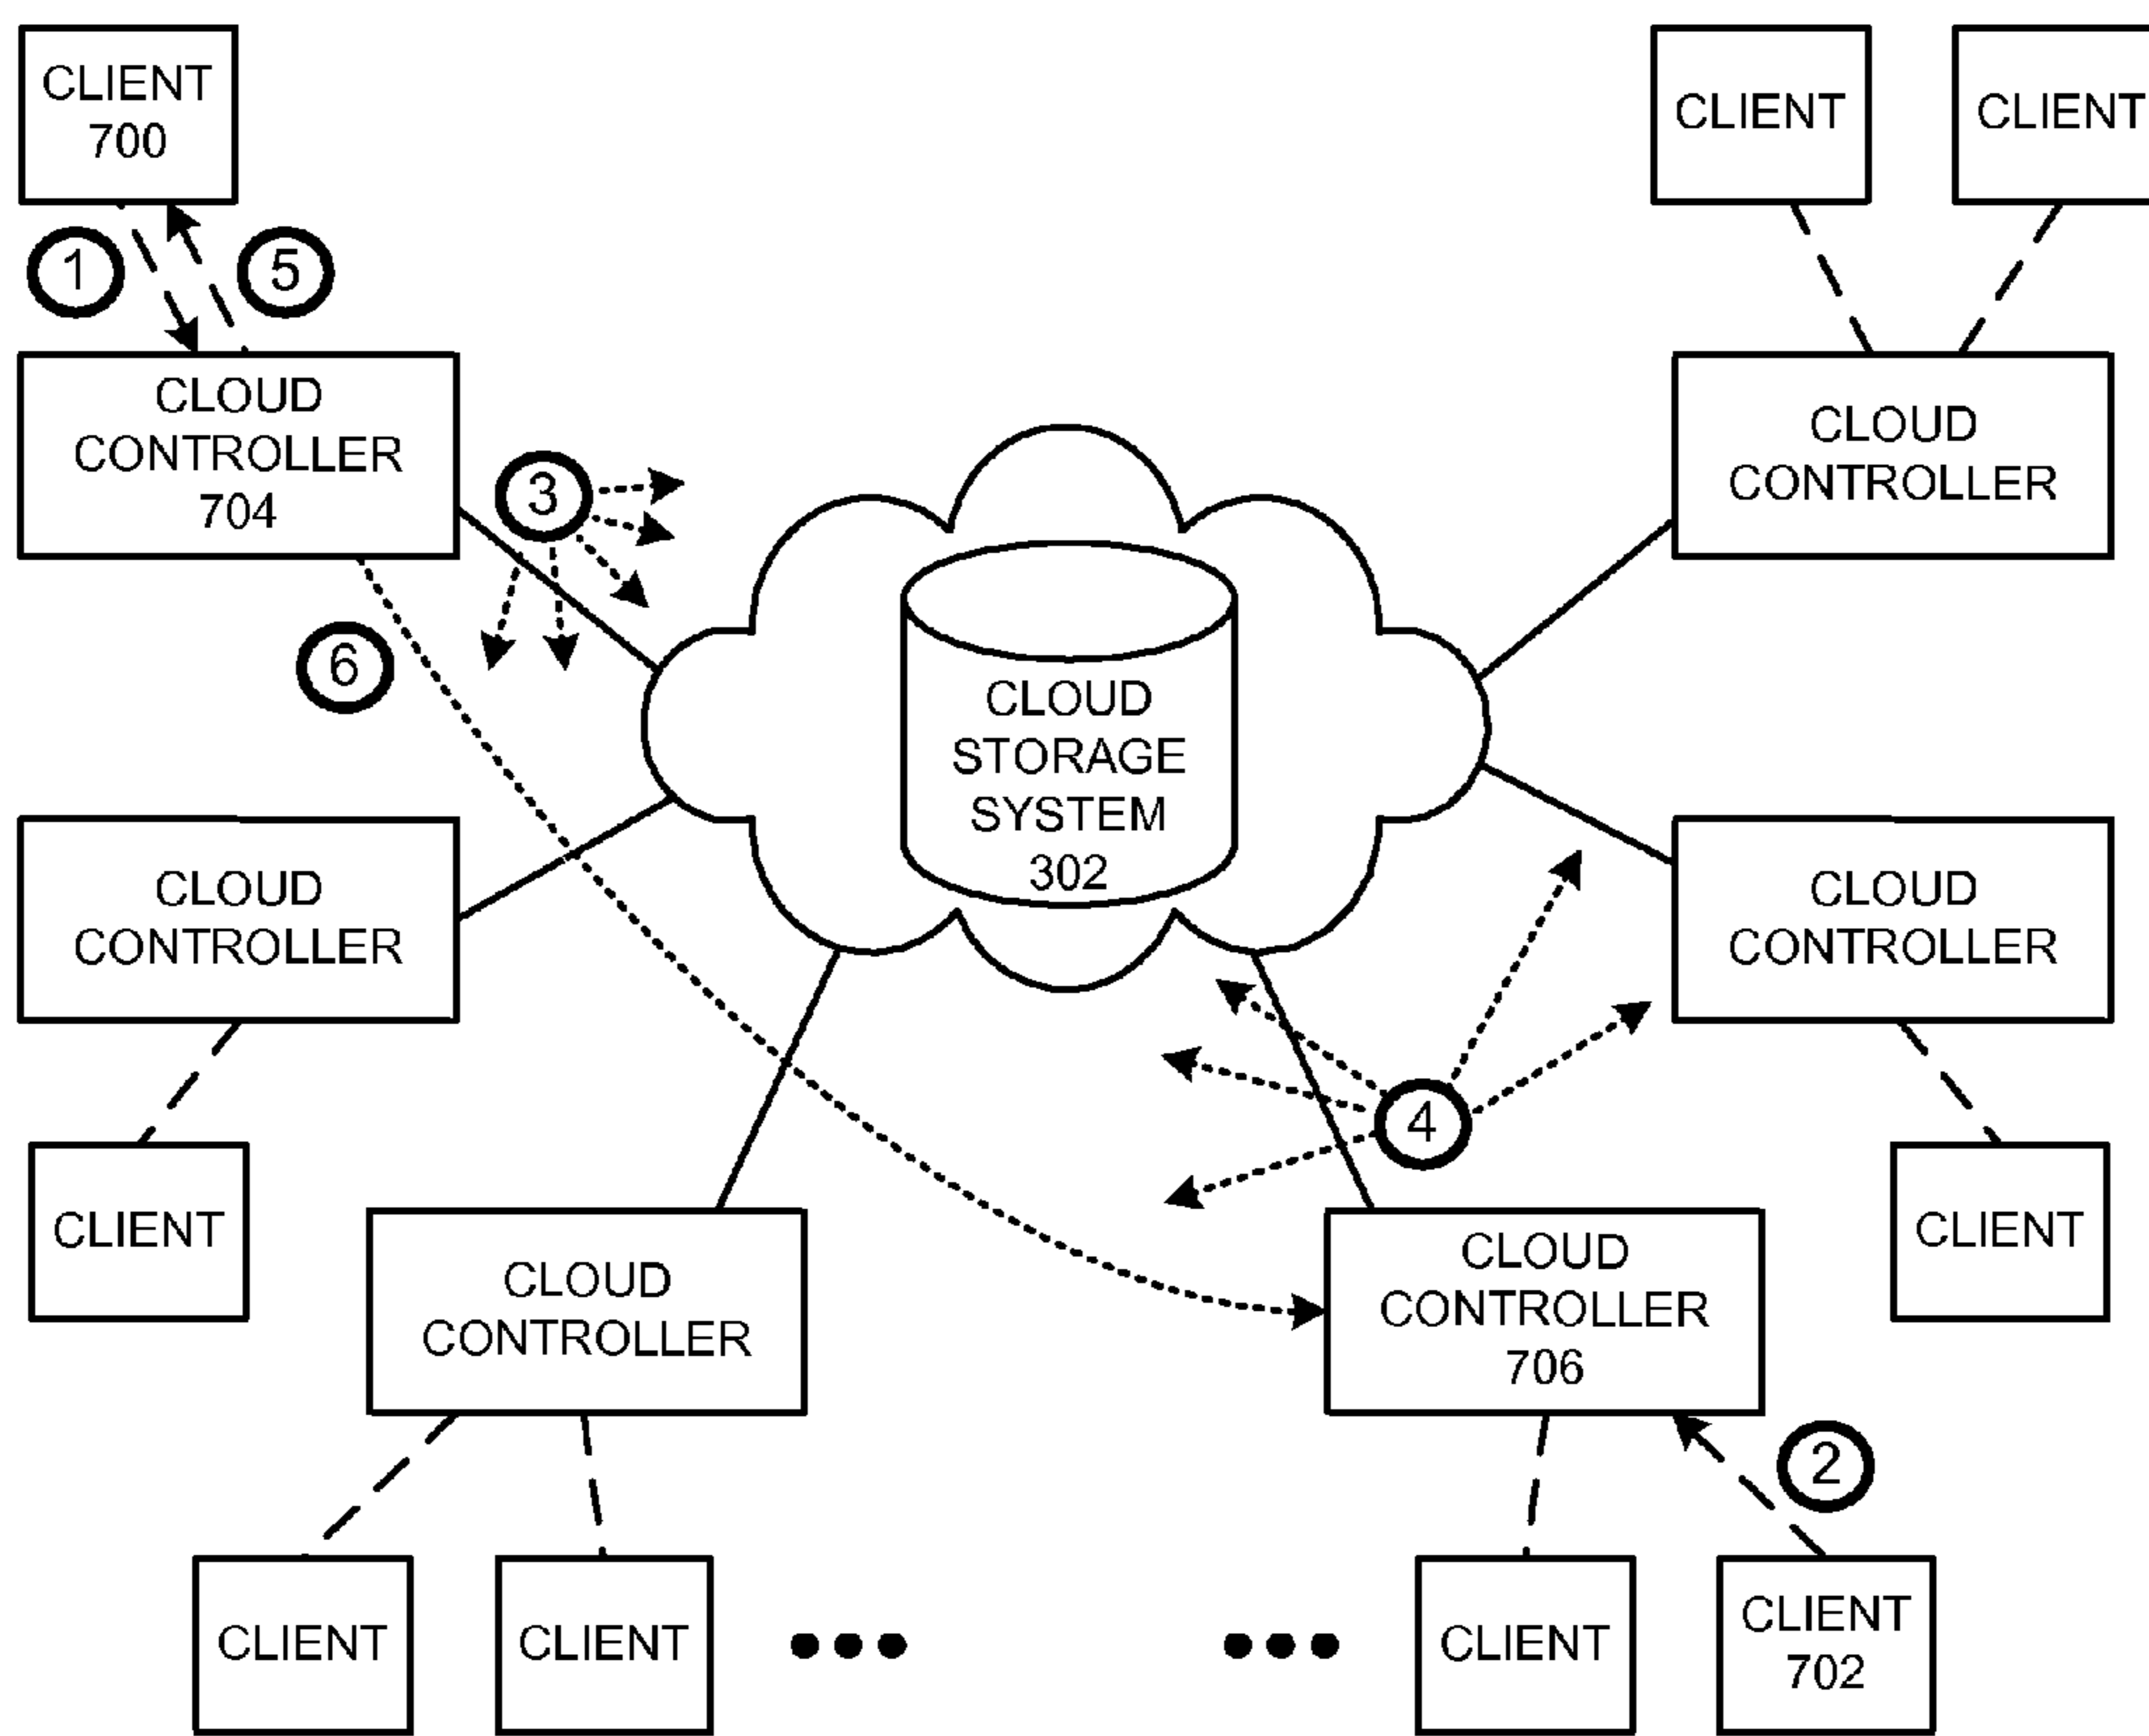 CLIENT
700
CLIENT
CLIENT
1
5
CLOUD
CONTROLLER
704
CLOUD
CONTROLLER
3
6
CLOUD
STORAGE
SYSTEM
302
CLOUD
CONTROLLER
CLOUD
CONTROLLER
4
CLIENT
CLIENT
CLOUD
CONTROLLER
CLOUD
CONTROLLER
706
2
CLIENT
CLIENT
CLIENT
CLIENT
702